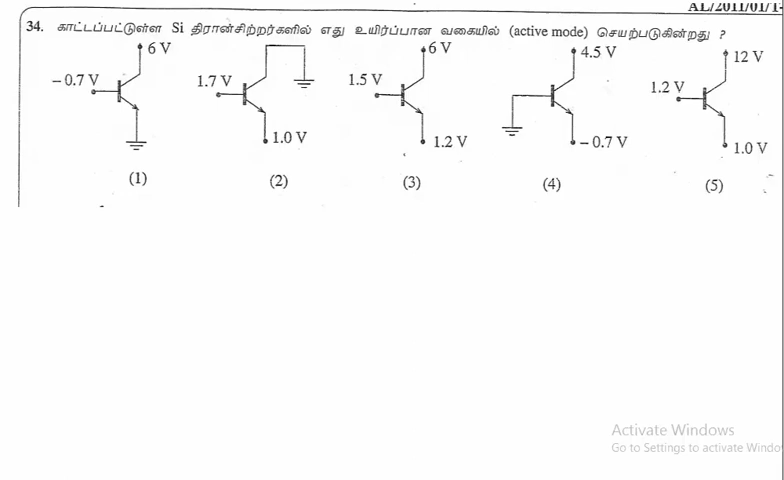 AL/2011/01/T-
34. காட்டப்பட்டுள்ள Si திரான்சிற்றர்களில் எது உயிர்ப்பான வகையில் (active mode) செயற்படுகின்றது ?
6 V 6 V 4.5 V 12 V
– 0.7 V 1.7 V 1.5 V 1.2 V
1.0 V 1.2 V – 0.7 V 1.0 V
(1) (2) (3) (4) (5)
Activate Windows
Go to Settings to activate Windo